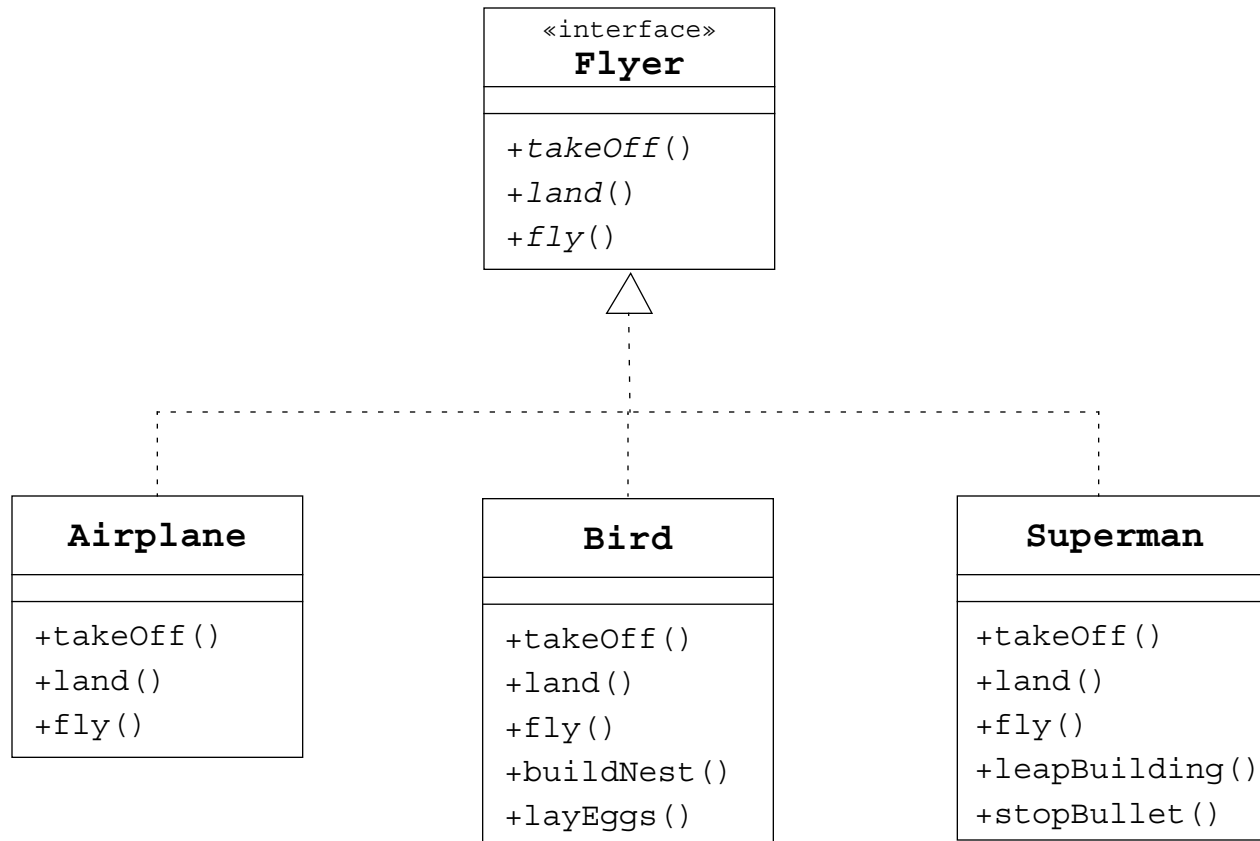 «interface»
Flyer
+takeOff()
+land()
+fly()
Airplane
+takeOff()
+land()
+fly()
Bird
+takeOff()
+land()
+fly()
+buildNest()
+layEggs()
Superman
+takeOff()
+land()
+fly()
+leapBuilding()
+stopBullet()